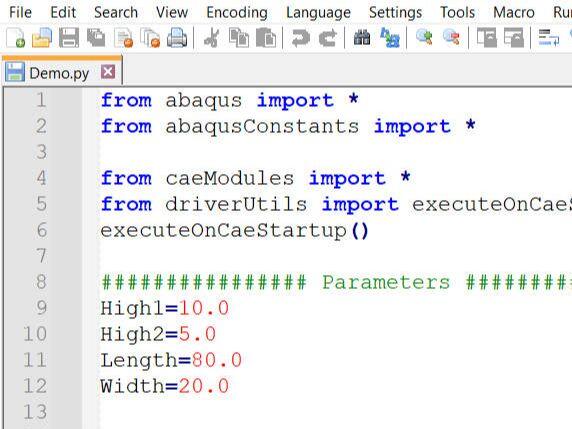 File Edit Search View Encoding Language Settings Tools Macro
Demo.py
1 from abaqus import *
2 from abaqusConstants import *
3
4 from caeModules import *
5 from driverUtils import executeOnCaeS
6 executeOnCaeStartup()
7
8 ################ Parameters #########
9 High1=10.0
10 High2=5.0
11 Length=80.0
12 Width=20.0
13